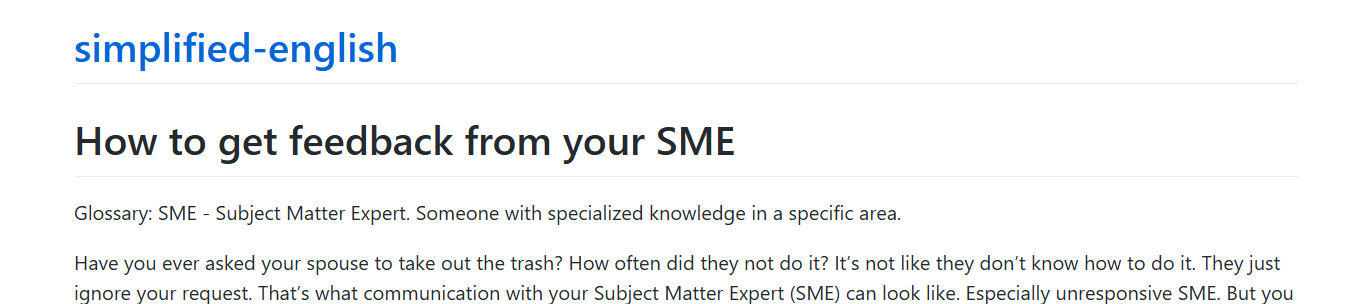 simplified-english
How to get feedback from your SME
Glossary: SME - Subject Matter Expert. Someone with specialized knowledge in a specific area.
Have you ever asked your spouse to take out the trash? How often did they not do it? It’s not like they don’t know how to do it. They just
ignore your request. That’s what communication with your Subject Matter Expert (SME) can look like. Especially unresponsive SME. But you